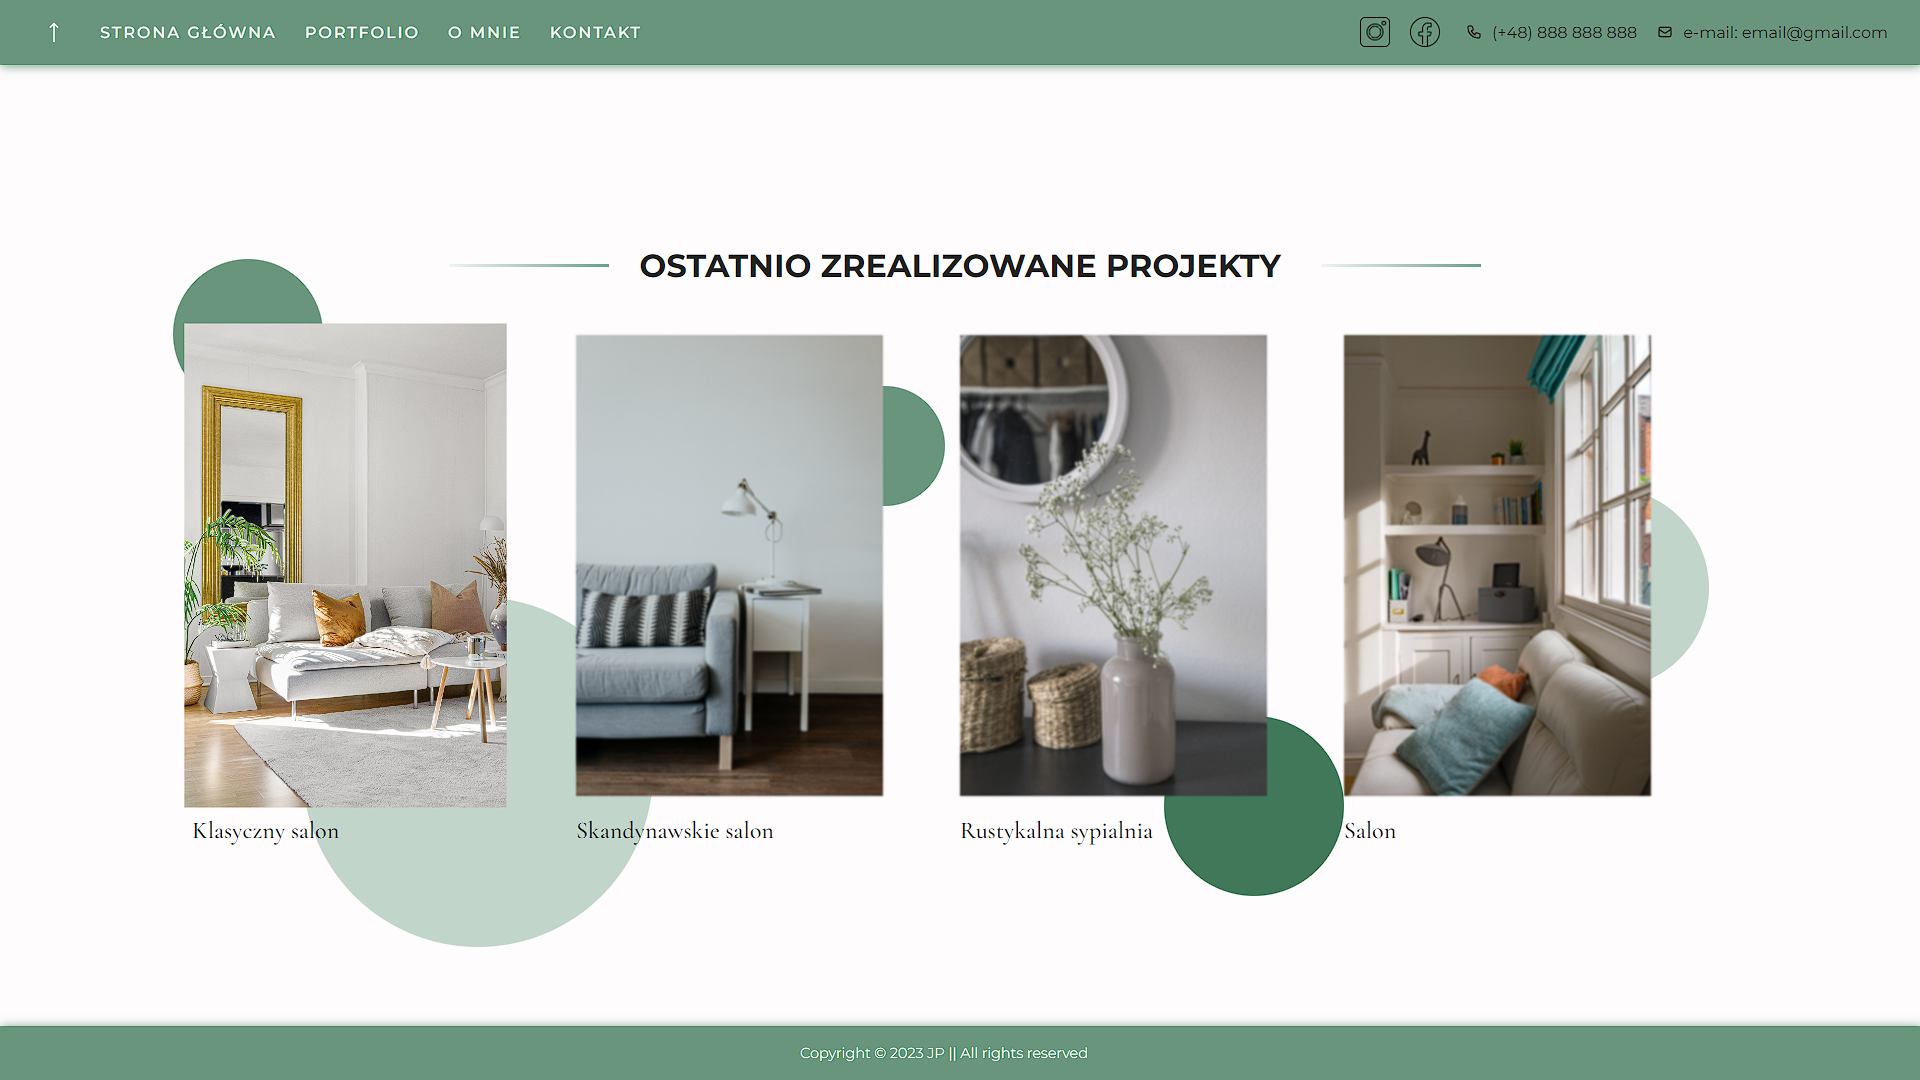 STRONA GŁÓWNA PORTFOLIO O MNIE KONTAKT (+48) 888 888 888 e-mail: email@gmail.com
OSTATNIO ZREALIZOWANE PROJEKTY
Klasyczny salon Skandynawskie salon Rustykalna sypialnia Salon
Copyright © 2023 JP || All rights reserved